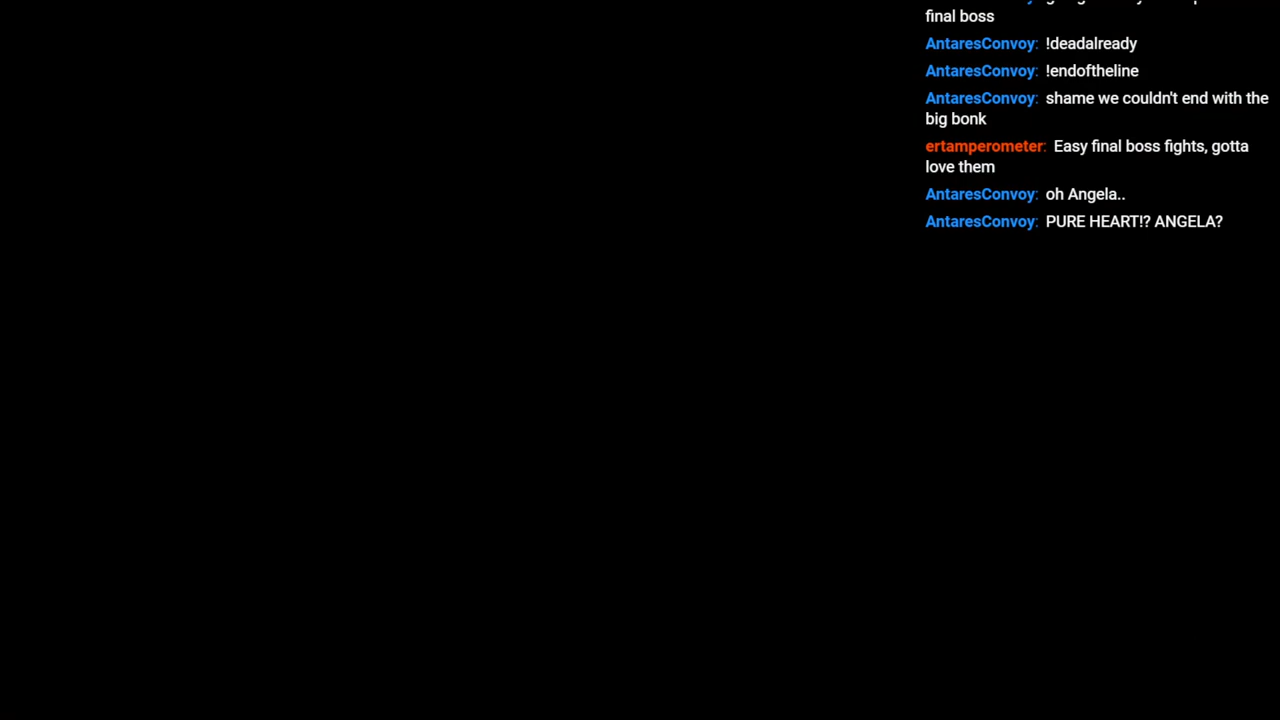 final boss
AntaresConvoy: !deadalready
AntaresConvoy: !endoftheline
AntaresConvoy: shame we couldn't end with the
big bonk
ertamperometer: Easy final boss fights, gotta
love them
AntaresConvoy: oh Angela..
AntaresConvoy: PURE HEART!? ANGELA?